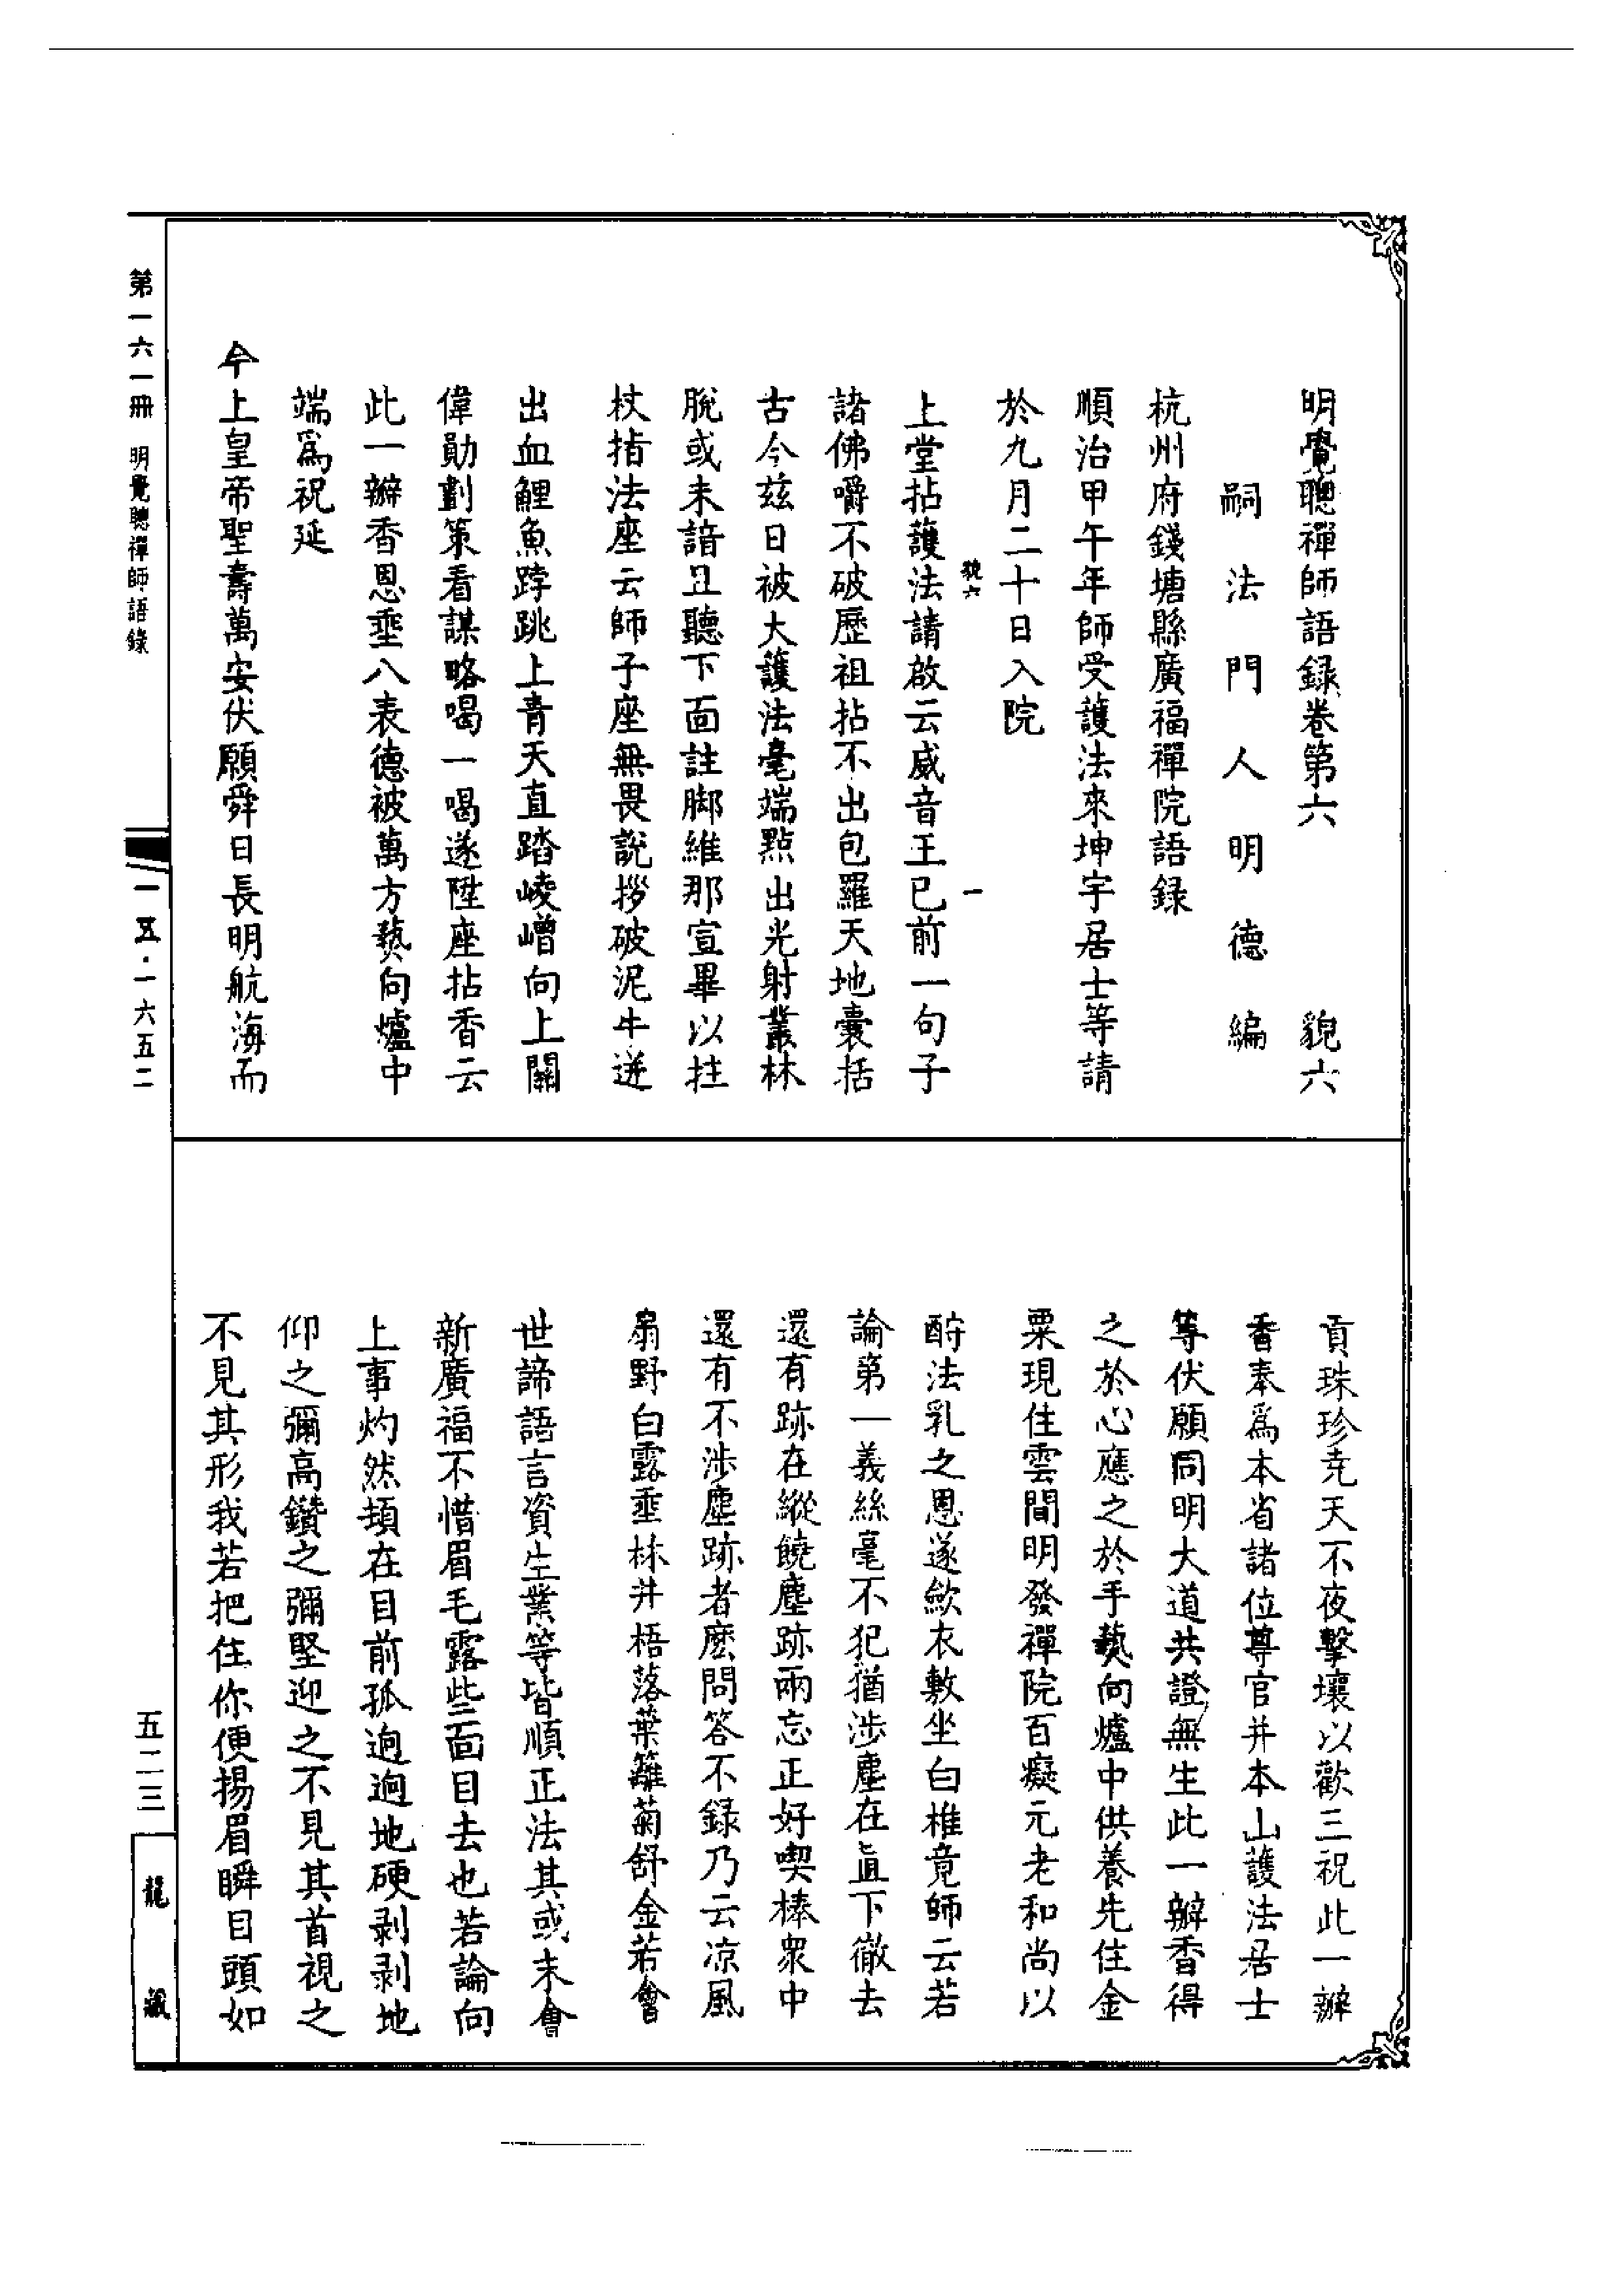 明覺聰禪師語録卷第六　貌六
嗣法門人明德編
杭州府錢塘縣廣福禪院語録
順治甲午年師受護法來坤宇居士等請
於九月二十日入院
貌六　一
上堂拈護法請啟云威音王已前一句子
諸佛嚼不破歷祖拈不出包羅天地囊括
古今茲日被大護法毫端點出光射叢林
脫或未諳且聽下面註脚維那宣畢以拄
杖指法座云師子座無畏說拶破泥牛迸
出血鯉魚踍跳上青天直踏崚嶒向上關
偉勛劃策看謀略喝一喝遂陞座拈香云
此一瓣香恩垂八表德被萬方爇向爐中
端爲祝延
今上皇帝聖壽萬安伏願舜日長明航海而
貢珠珍尭天不夜擊壤以歡三祝此一瓣
香奉爲本省諸位尊官并本山護法居士
等伏願同明大道共證無生此一瓣香得
之於心應之於手爇向爐中供養先住金
粟現住雲間明發禪院百癡元老和尚以
酧法乳之恩遂歛衣敷坐白椎竟師云若
論第一義絲毫不犯猶涉塵在直下徹去
還有跡在縱饒塵跡兩忘正好喫棒衆中
還有不涉塵跡者麽問答不録乃云凉風
扇野白露垂林井梧落葉籬菊舒金若會
世諦語言資生業等皆順正法其或未會
新廣福不惜眉毛露些面目去也若論向
上事灼然頓在目前孤迥迥地硬剥剥地
仰之彌高鑽之彌堅迎之不見其首視之
不見其形我若把住你便揚眉瞬目頭如
第一六一冊　明覺聰禪師語錄
一五·一六五二
五二三
龍藏